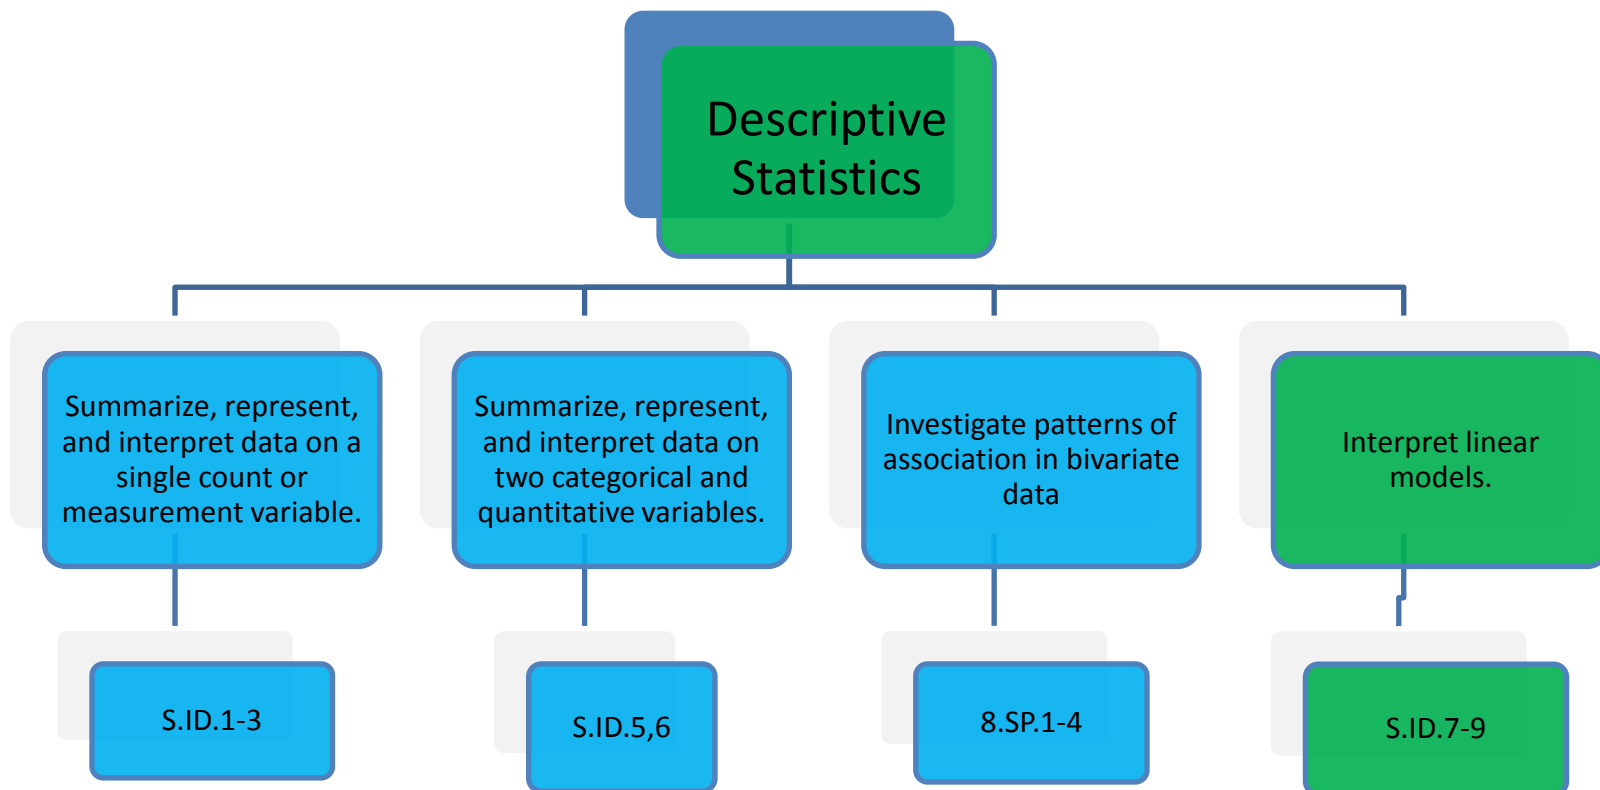 Descriptive
Statistics
Summarize, represent,
and interpret data on a
single count or
measurement variable.
Summarize, represent,
and interpret data on
two categorical and
quantitative variables.
Investigate patterns of
association in bivariate
data
Interpret linear
models.
S.ID.1-3
S.ID.5,6
8.SP.1-4
S.ID.7-9